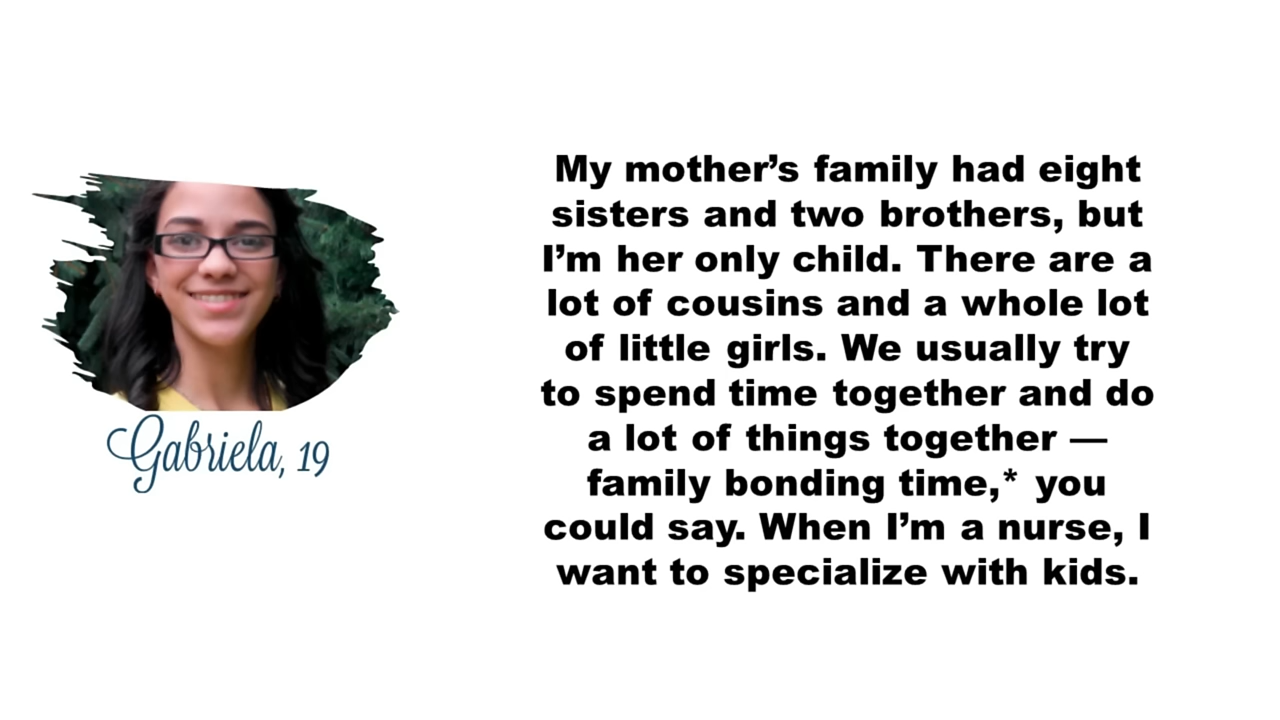 Gabriela, 19
My mother’s family had eight
sisters and two brothers, but
I’m her only child. There are a
lot of cousins and a whole lot
of little girls. We usually try
to spend time together and do
a lot of things together —
family bonding time,* you
could say. When I’m a nurse, I
want to specialize with kids.